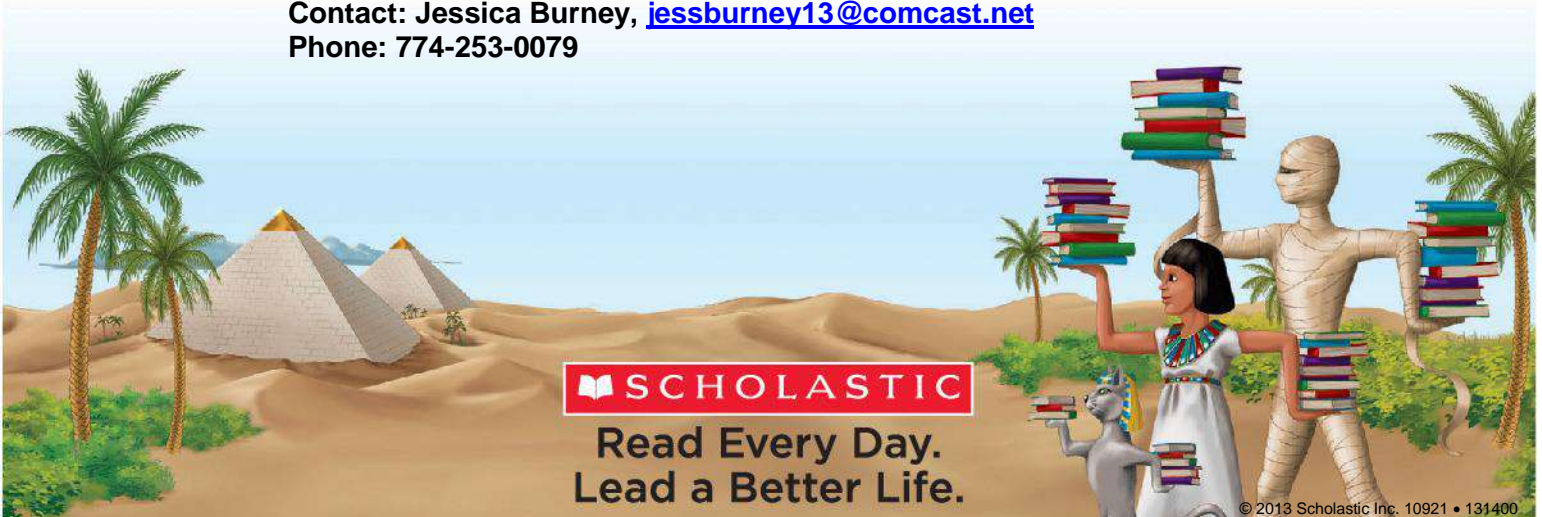 Contact: Jessica Burney, jessburney13@comcast.net
Phone: 774-253-0079
SCHOLASTIC
Read Every Day.
Lead a Better Life.
© 2013 Scholastic Inc. 10921 • 131400